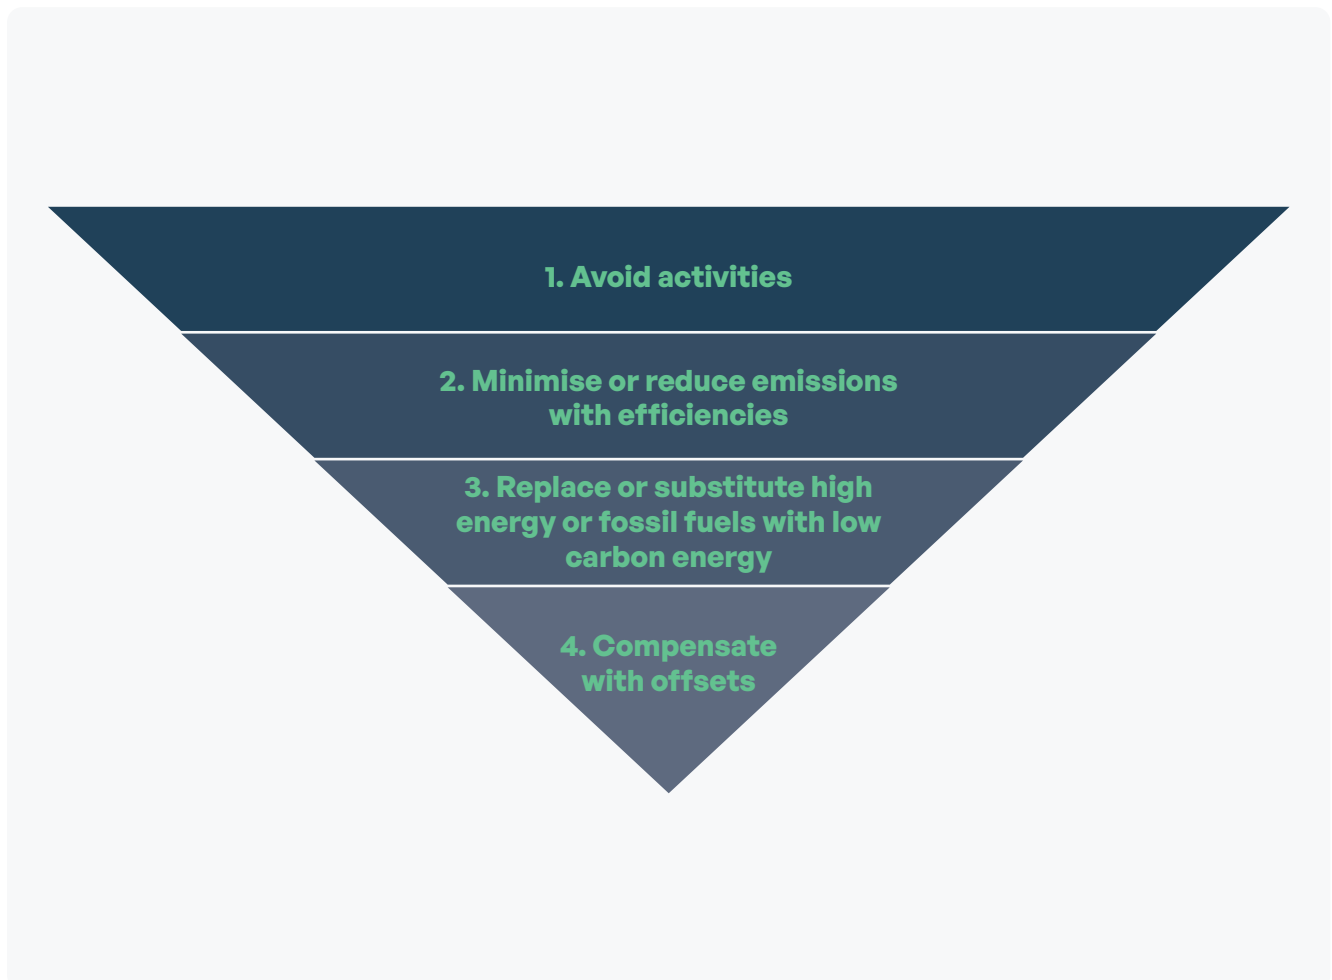 1. Avoid activities
2. Minimise or reduce emissions
with efficiencies
3. Replace or substitute high
energy or fossil fuels with low
carbon energy
4. Compensate
with offsets